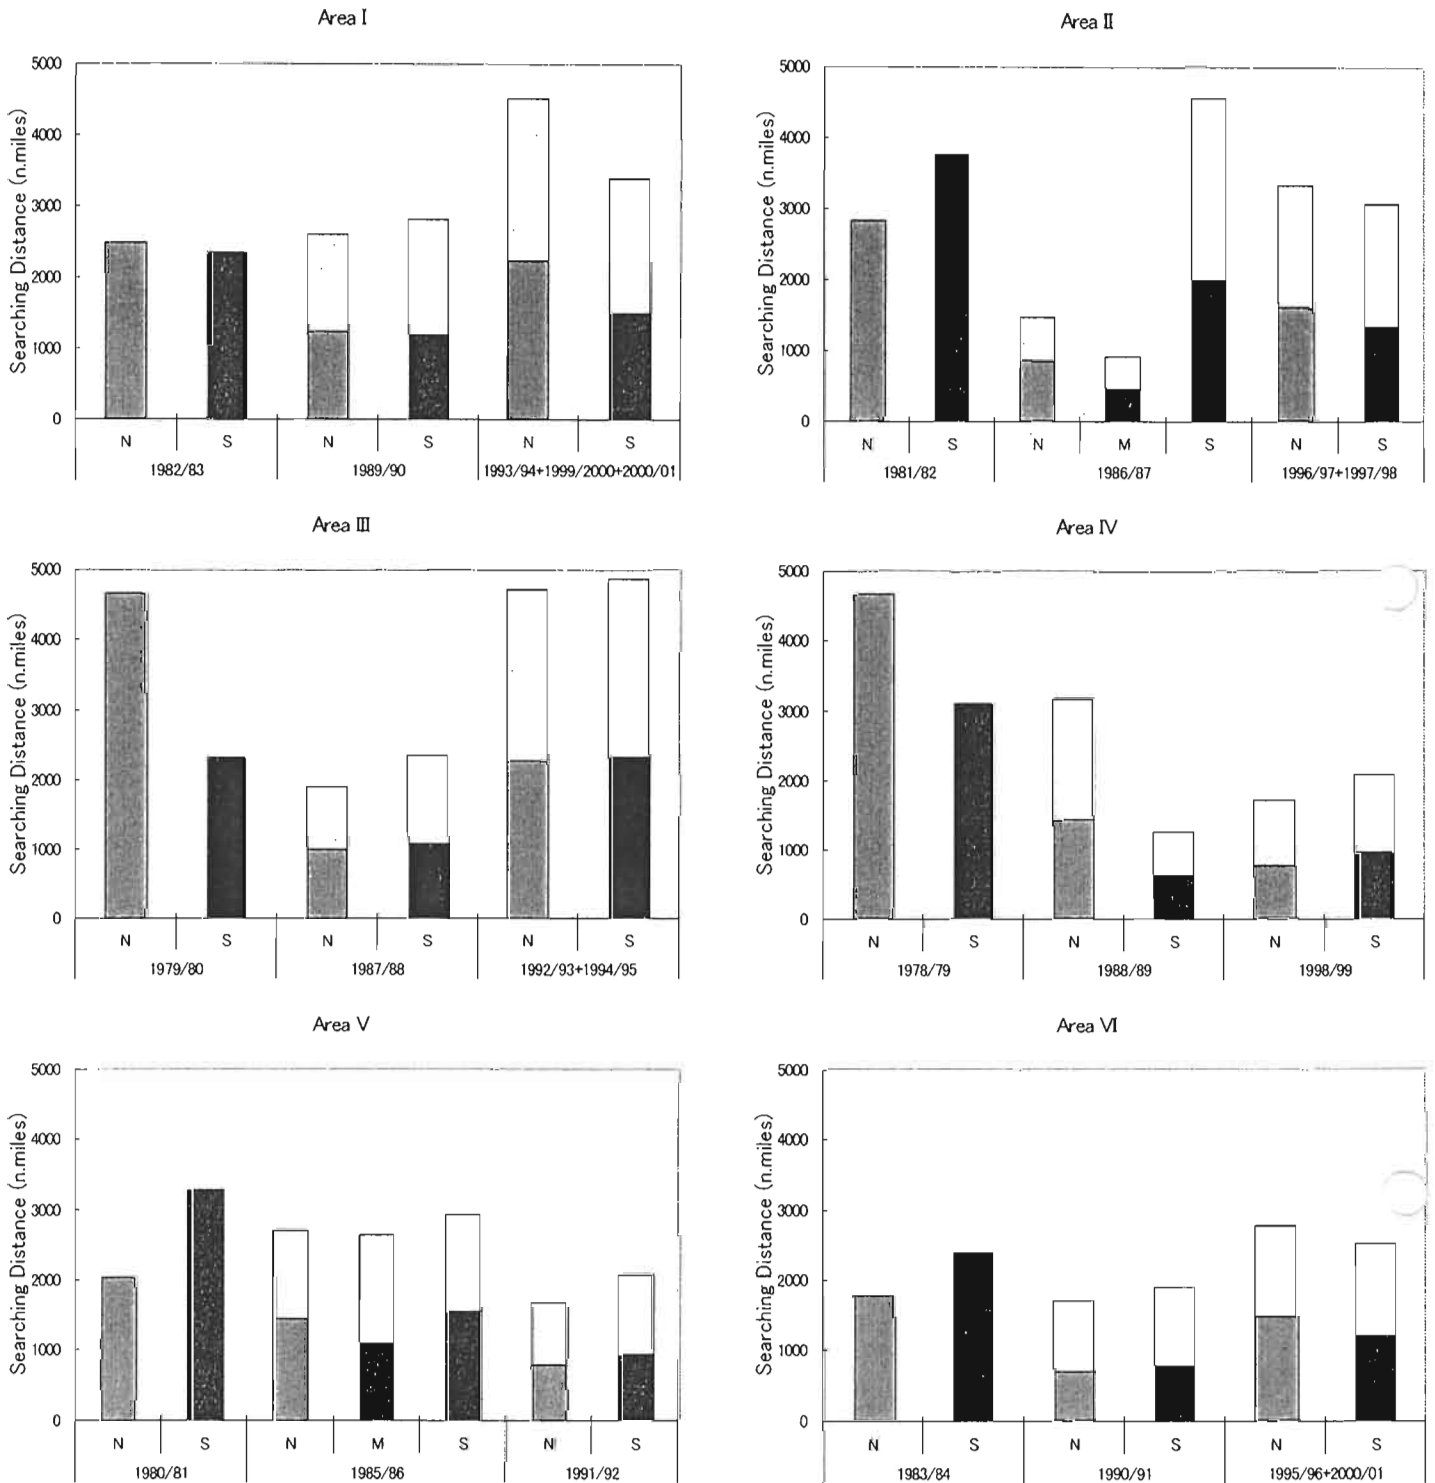 Area I
Searching Distance (n.miles)
5000
4000
3000
2000
1000
0
N S N S N S
1982/83 1989/90 1993/94+1999/2000+2000/01
Area II
Searching Distance (n.miles)
5000
4000
3000
2000
1000
0
N S N M S N S
1981/82 1986/87 1996/97+1997/98
Area III
Searching Distance (n.miles)
5000
4000
3000
2000
1000
0
N S N S N S
1979/80 1987/88 1992/93+1994/95
Area IV
Searching Distance (n.miles)
5000
4000
3000
2000
1000
0
N S N S N S
1978/79 1988/89 1998/99
Area V
Searching Distance (n.miles)
5000
4000
3000
2000
1000
0
N S N M S N S
1980/81 1985/86 1991/92
Area VI
Searching Distance (n.miles)
5000
4000
3000
2000
1000
0
N S N S N S
1983/84 1990/91 1995/96+2000/01